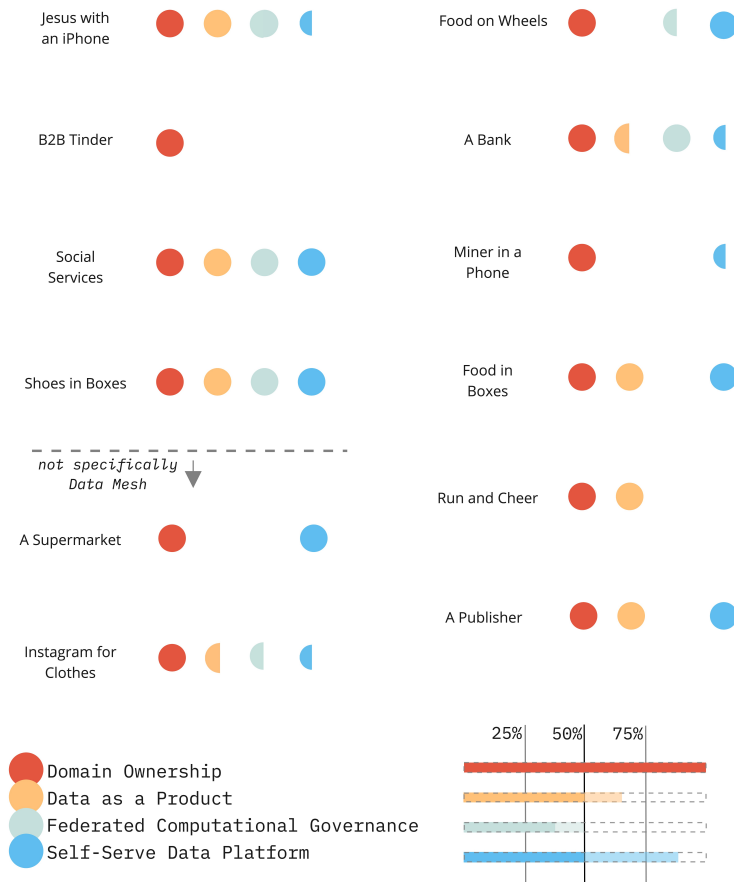 Jesus with
an iPhone
B2B Tinder
Social
Services
Shoes in Boxes
not specifically
Data Mesh
A Supermarket
Instagram for
Clothes
Food on Wheels
A Bank
Miner in a
Phone
Food in
Boxes
Run and Cheer
A Publisher
Domain Ownership
Data as a Product
Federated Computational Governance
Self-Serve Data Platform
25% 50% 75%